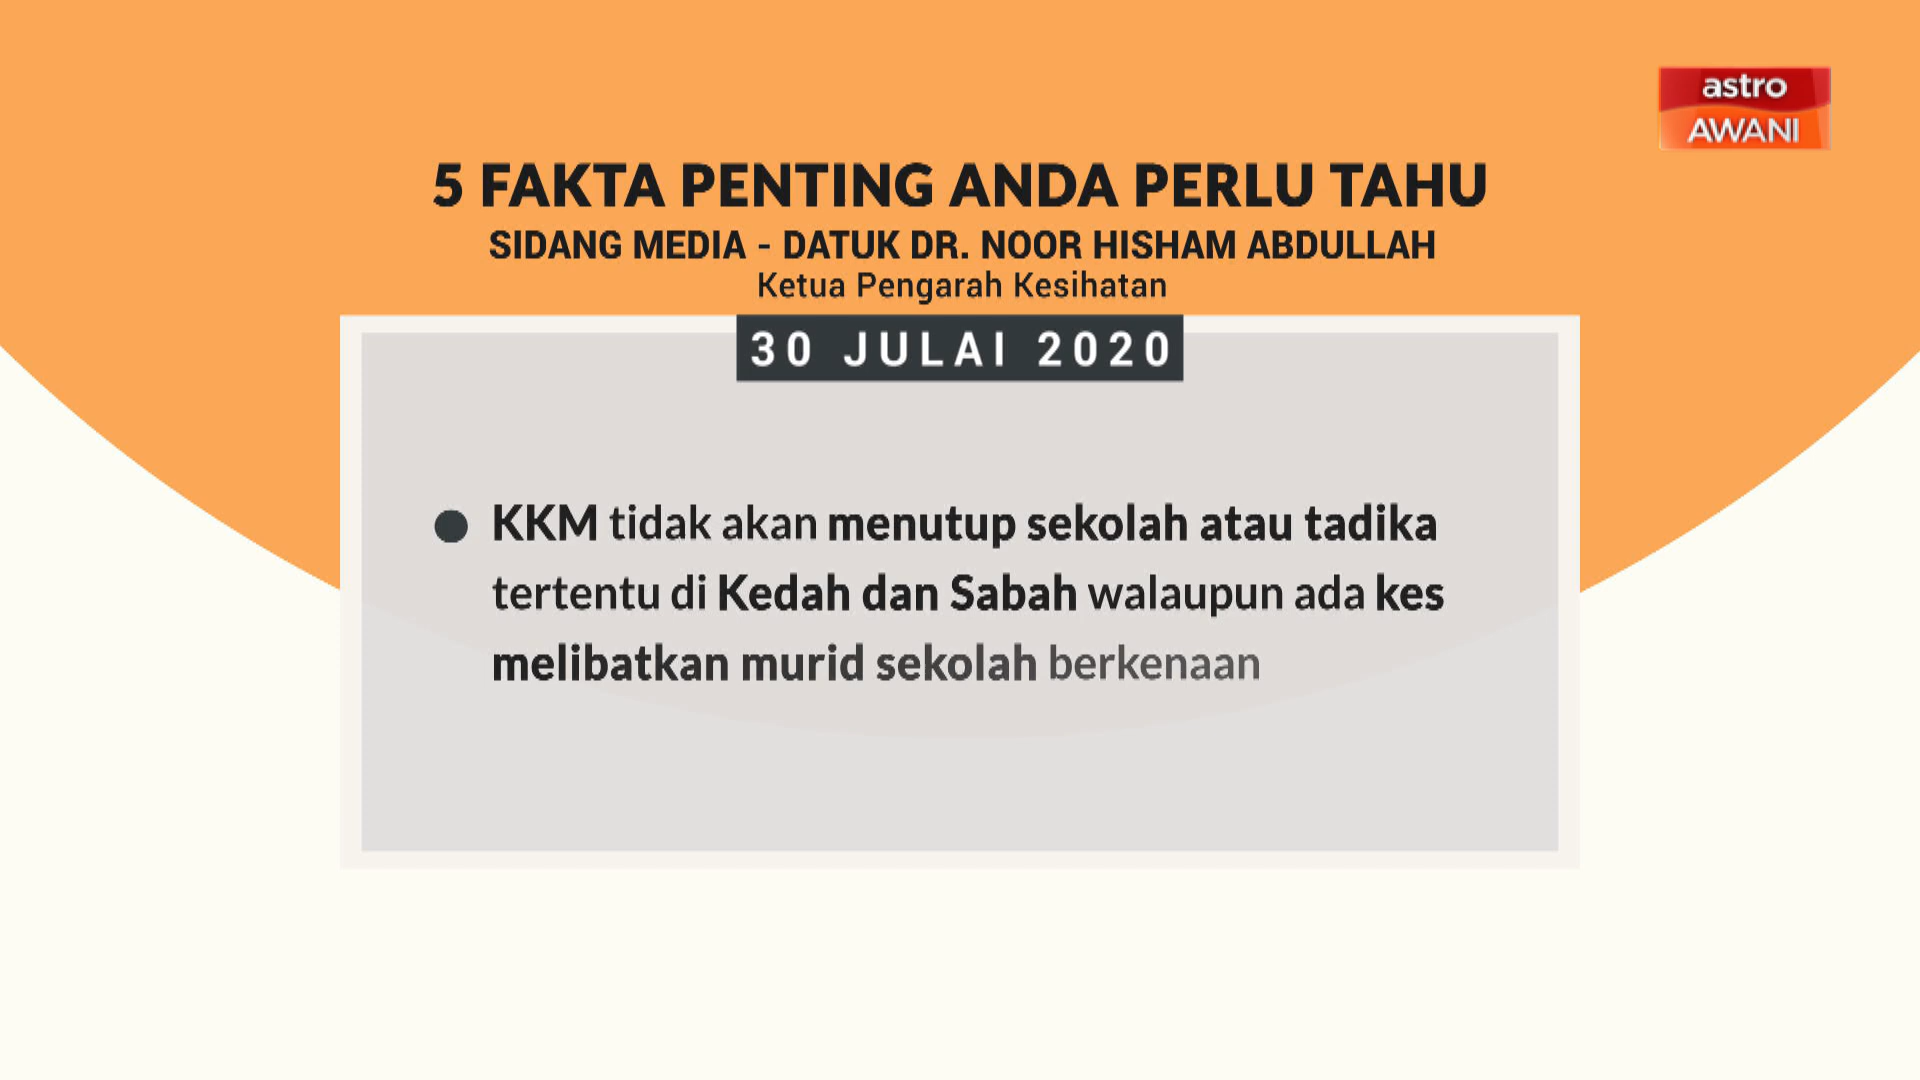 astro
AWANI
5 FAKTA PENTING ANDA PERLU TAHU
SIDANG MEDIA - DATUK DR. NOOR HISHAM ABDULLAH
Ketua Pengarah Kesihatan
30 JULAI 2020
● KKM tidak akan menutup sekolah atau tadika
tertentu di Kedah dan Sabah walaupun ada kes
melibatkan murid sekolah berkenaan